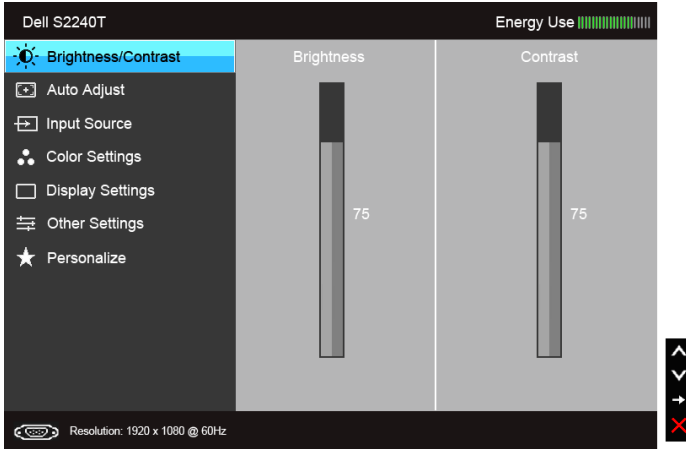 Dell S2240T
Energy Use
Brightness/Contrast
Auto Adjust
Input Source
Color Settings
Display Settings
Other Settings
Personalize
Brightness
Contrast
75
75
Resolution: 1920 x 1080 @ 60Hz